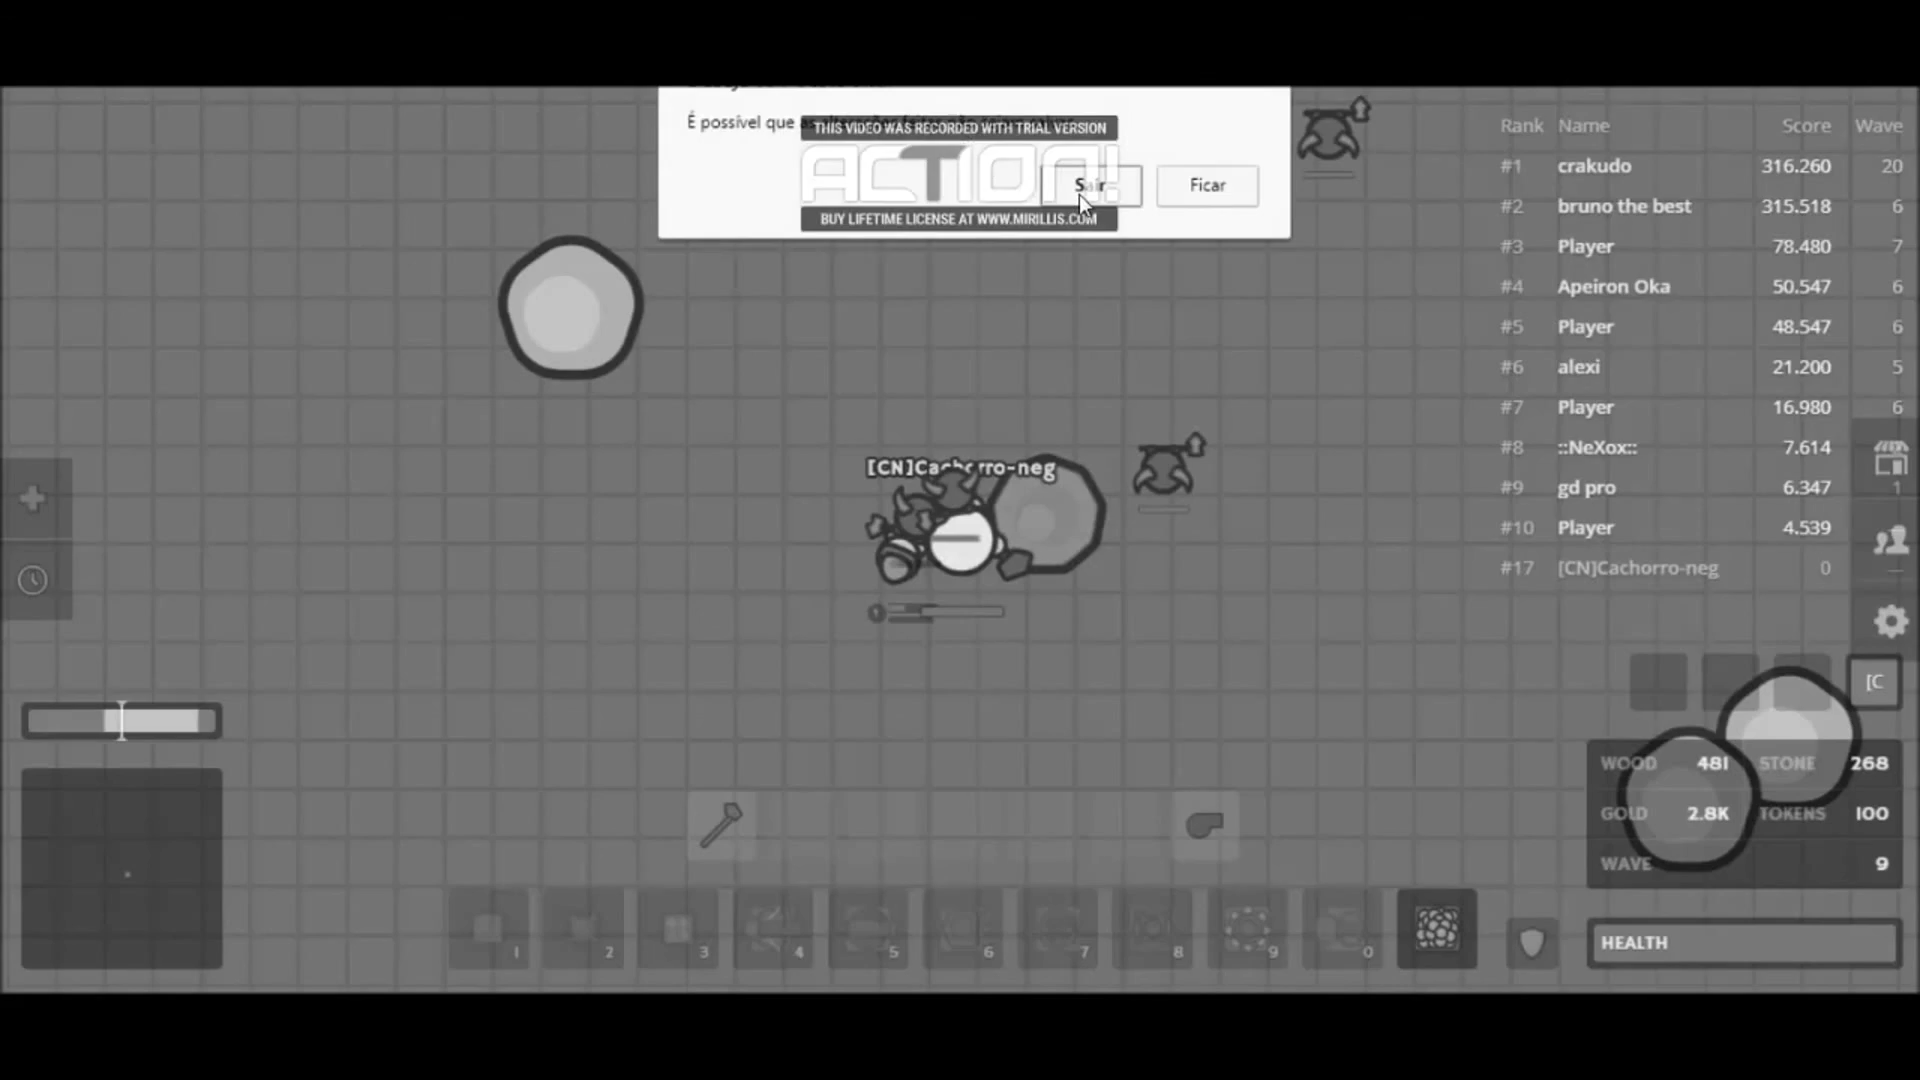 É possível que
THIS VIDEO WAS RECORDED WITH TRIAL VERSION
ACTION!
Sair
Ficar
BUY LIFETIME LICENSE AT WWW.MIRILLIS.COM
Rank Name Score Wave
#1 crakudo 316.260 20
#2 bruno the best 315.518 6
#3 Player 78.480 7
#4 Apeiron Oka 50.547 6
#5 Player 48.547 6
#6 alexi 21.200 5
#7 Player 16.980 6
#8 ::NeXox:: 7.614
#9 gd pro 6.347 1
#10 Player 4.539
#17 [CN]Cachorro-neg 0
[CN]Cachorro-neg
[C
WOOD 481 STONE 268
GOLD 2.8K TOKENS 100
WAVE 9
1 2 3 4 5 6 7 8 9 0
HEALTH